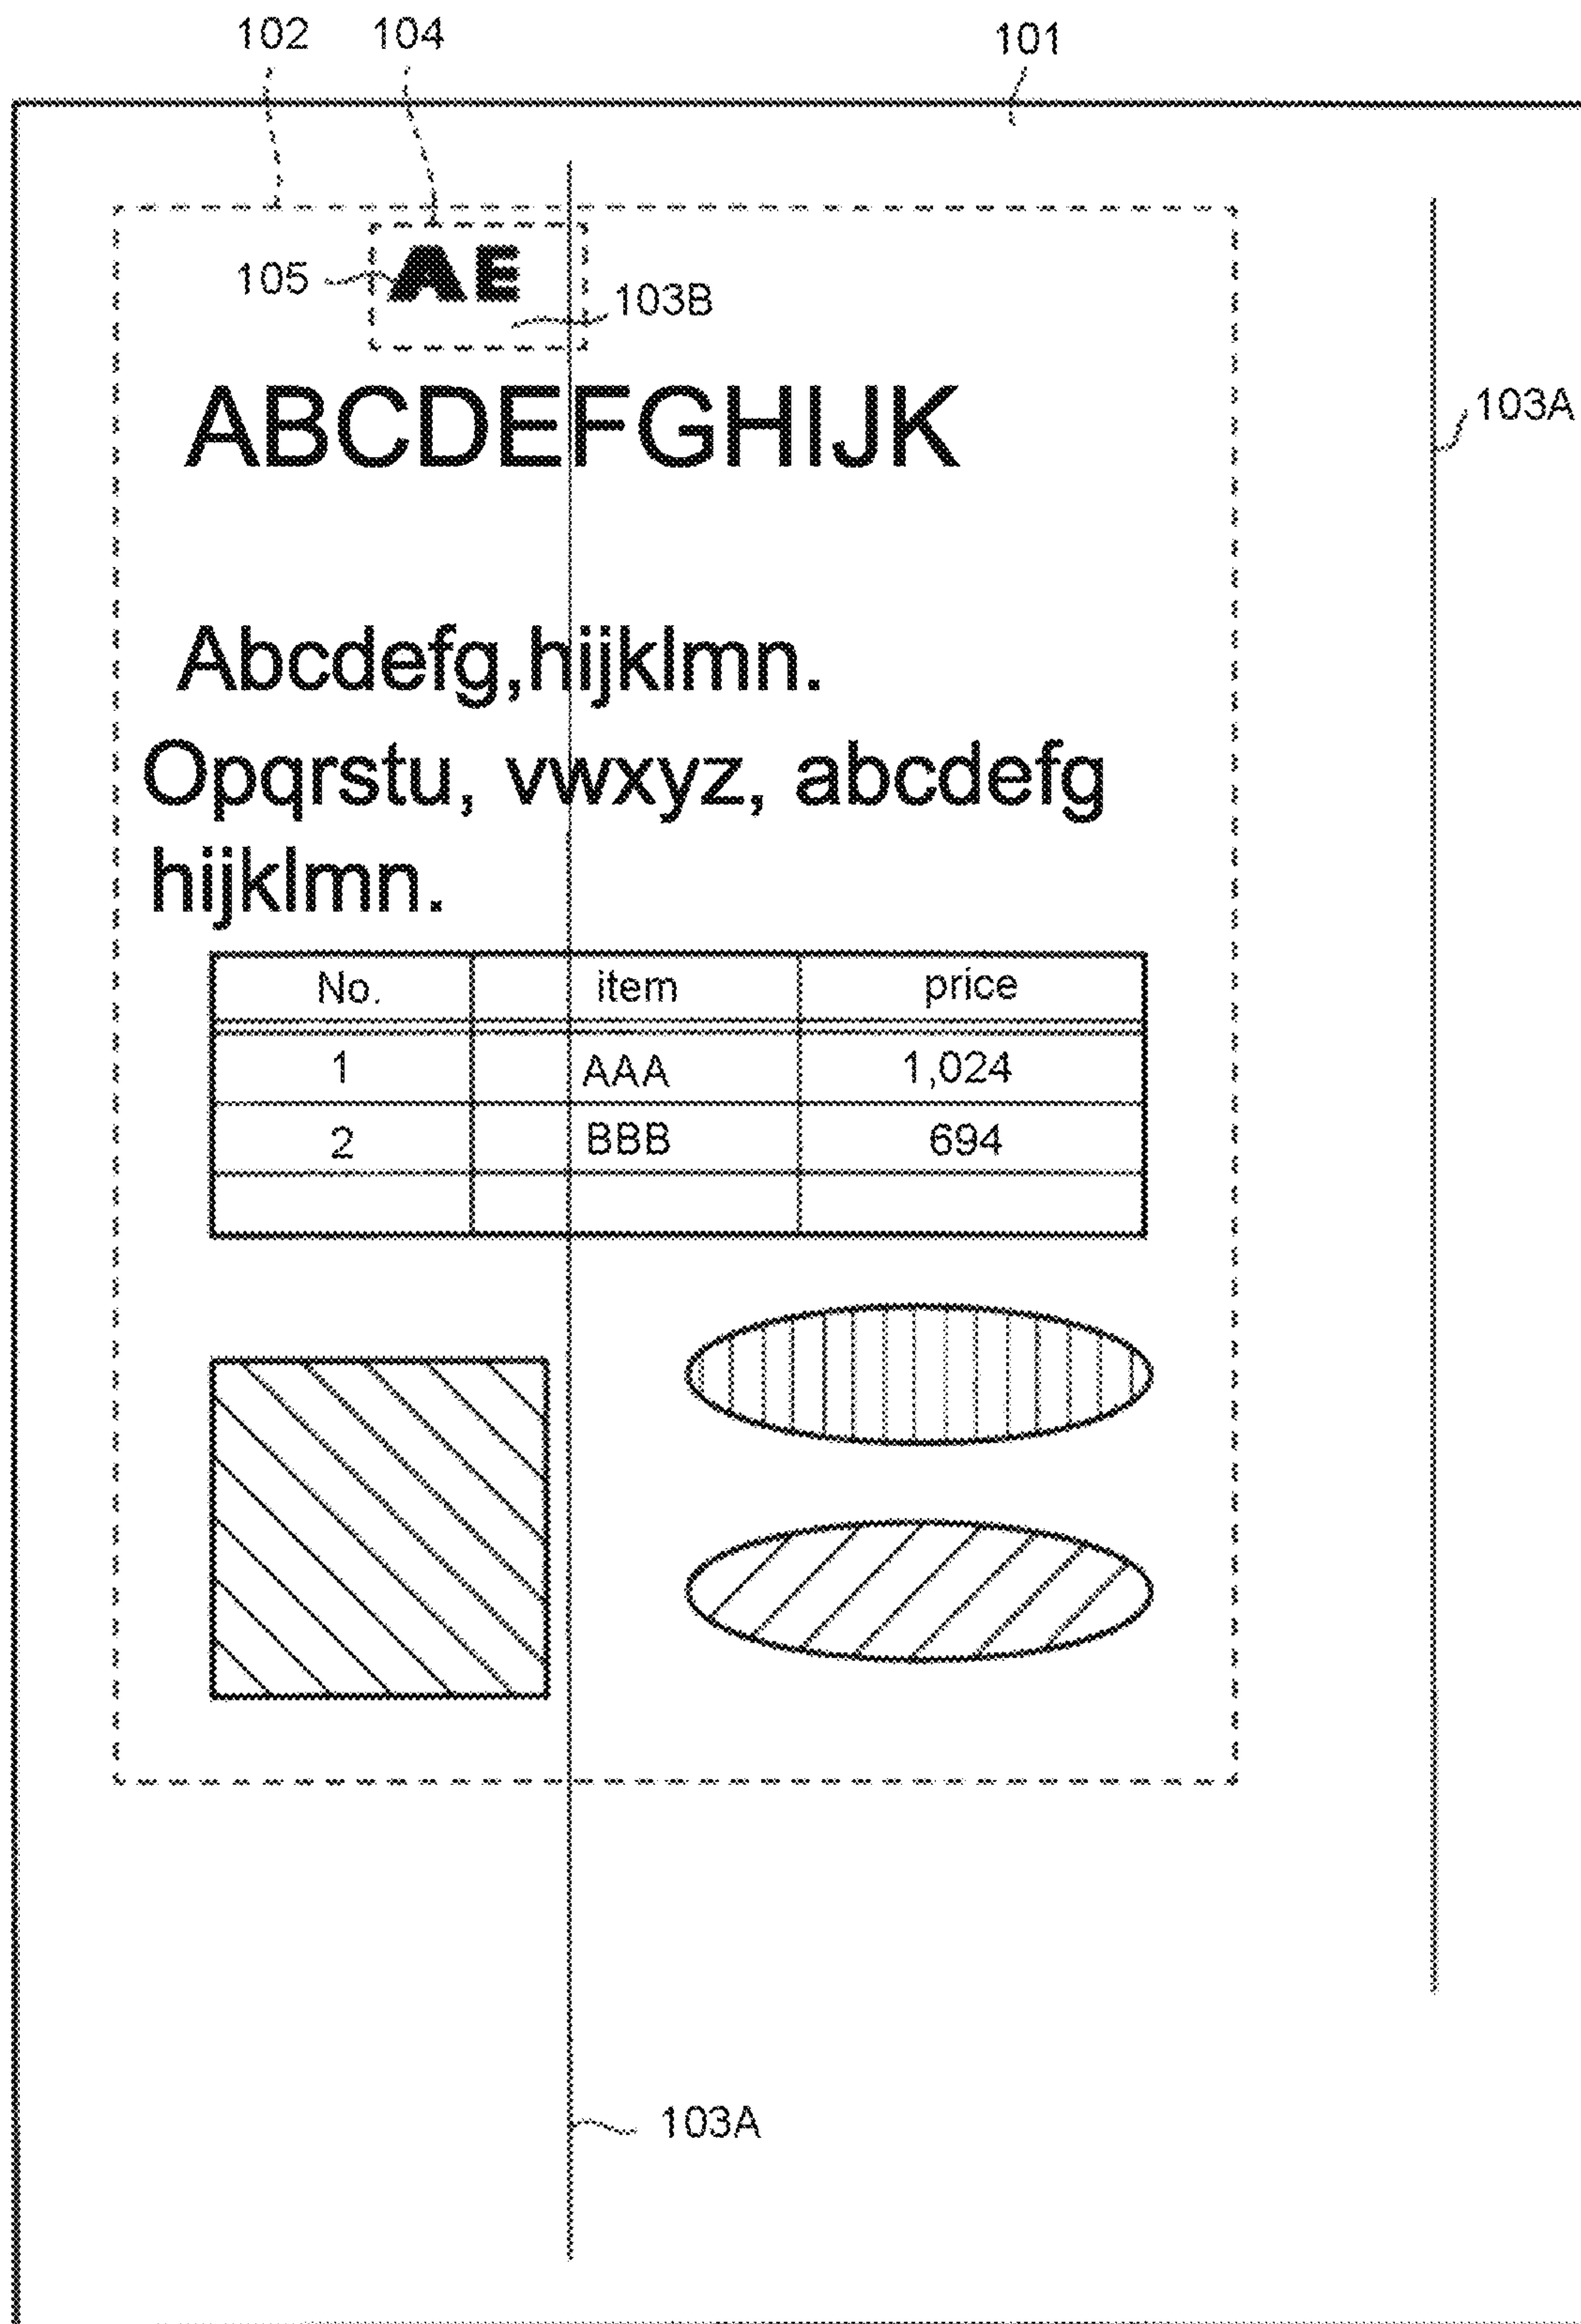 102 104 101
105 AE
103B
ABCDEFGHIJK
103A
Abcdefg,hijklmn.
Opqrstu, vwxyz, abcdefg
hijklmn.
No. item price
1 AAA 1,024
2 BBB 694
103A